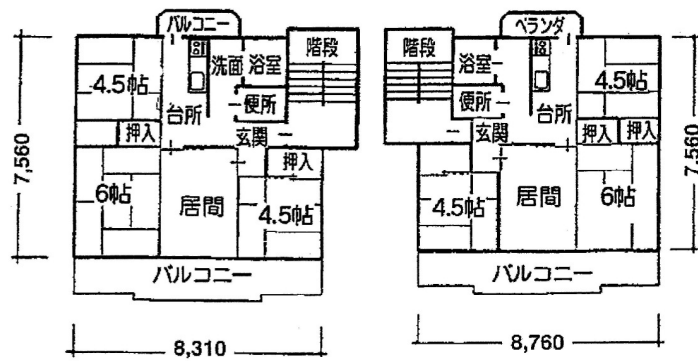 バルコニー
階段
4.5帖
洗面
浴室
台所
便所
玄関
押入
押入
6帖
居間
4.5帖
バルコニー
7,560
8,310
ベランダ
階段
浴室
4.5帖
便所
台所
玄関
押入
押入
4.5帖
居間
6帖
バルコニー
7,560
8,760